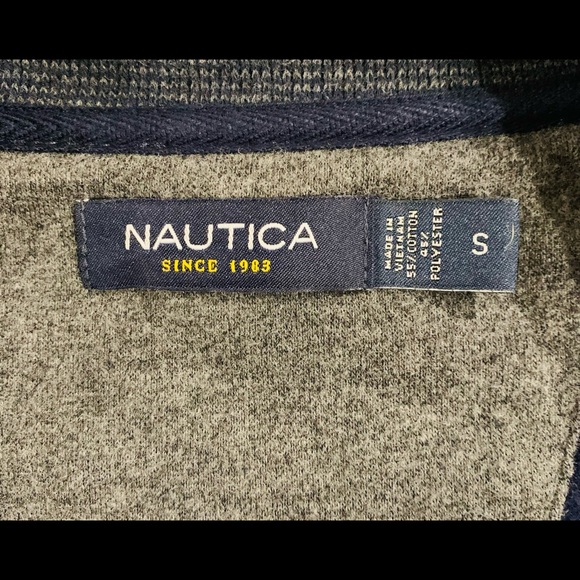 NAUTICA
SINCE 1983
MADE IN
VIETNAM
55% COTTON
45%
POLYESTER
S